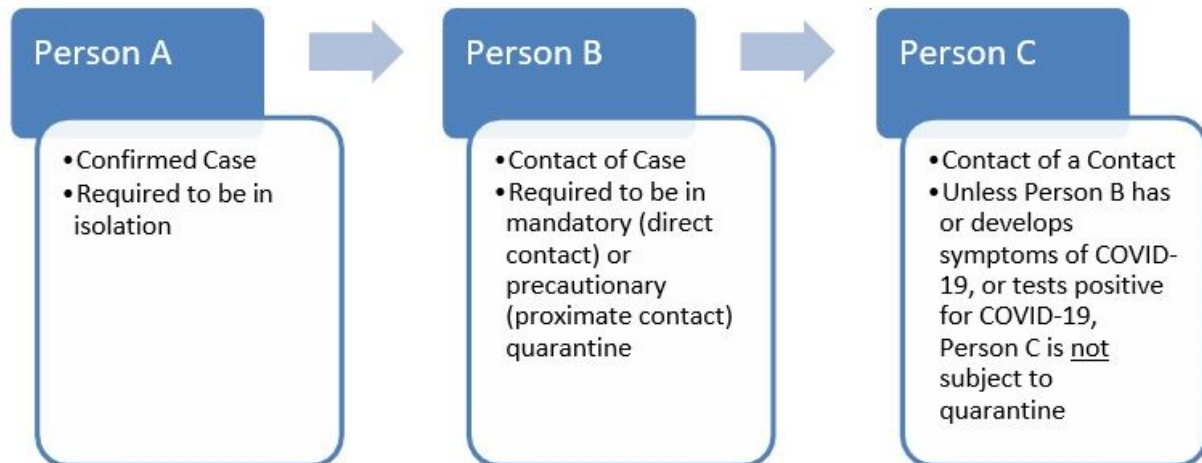 Person A
•Confirmed Case
•Required to be in
isolation
Person B
•Contact of Case
•Required to be in
mandatory (direct
contact) or
precautionary
(proximate contact)
quarantine
Person C
•Contact of a Contact
•Unless Person B has
or develops
symptoms of COVID-
19, or tests positive
for COVID-19,
Person C is not
subject to
quarantine